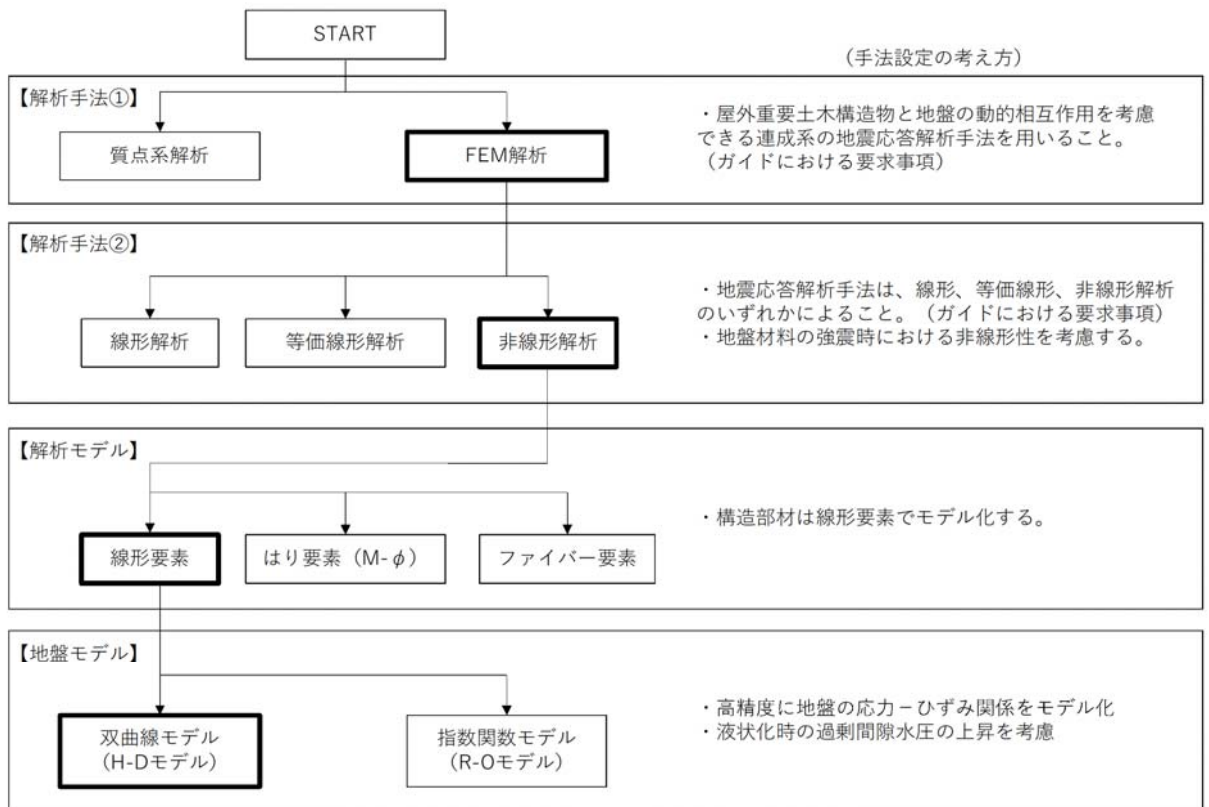 START
(手法設定の考え方)
【解析手法①】
質点系解析
FEM解析
・屋外重要土木構造物と地盤の動的相互作用を考慮
できる連成系の地震応答解析手法を用いること。
(ガイドにおける要求事項)
【解析手法②】
線形解析
等価線形解析
非線形解析
・地震応答解析手法は、線形、等価線形、非線形解析
のいずれかによること。(ガイドにおける要求事項)
・地盤材料の強震時における非線形性を考慮する。
【解析モデル】
線形要素
はり要素(M-φ)
ファイバー要素
・構造部材は線形要素でモデル化する。
【地盤モデル】
双曲線モデル
(H-Dモデル)
指数関数モデル
(R-Oモデル)
・高精度に地盤の応力-ひずみ関係をモデル化
・液状化時の過剰間隙水圧の上昇を考慮